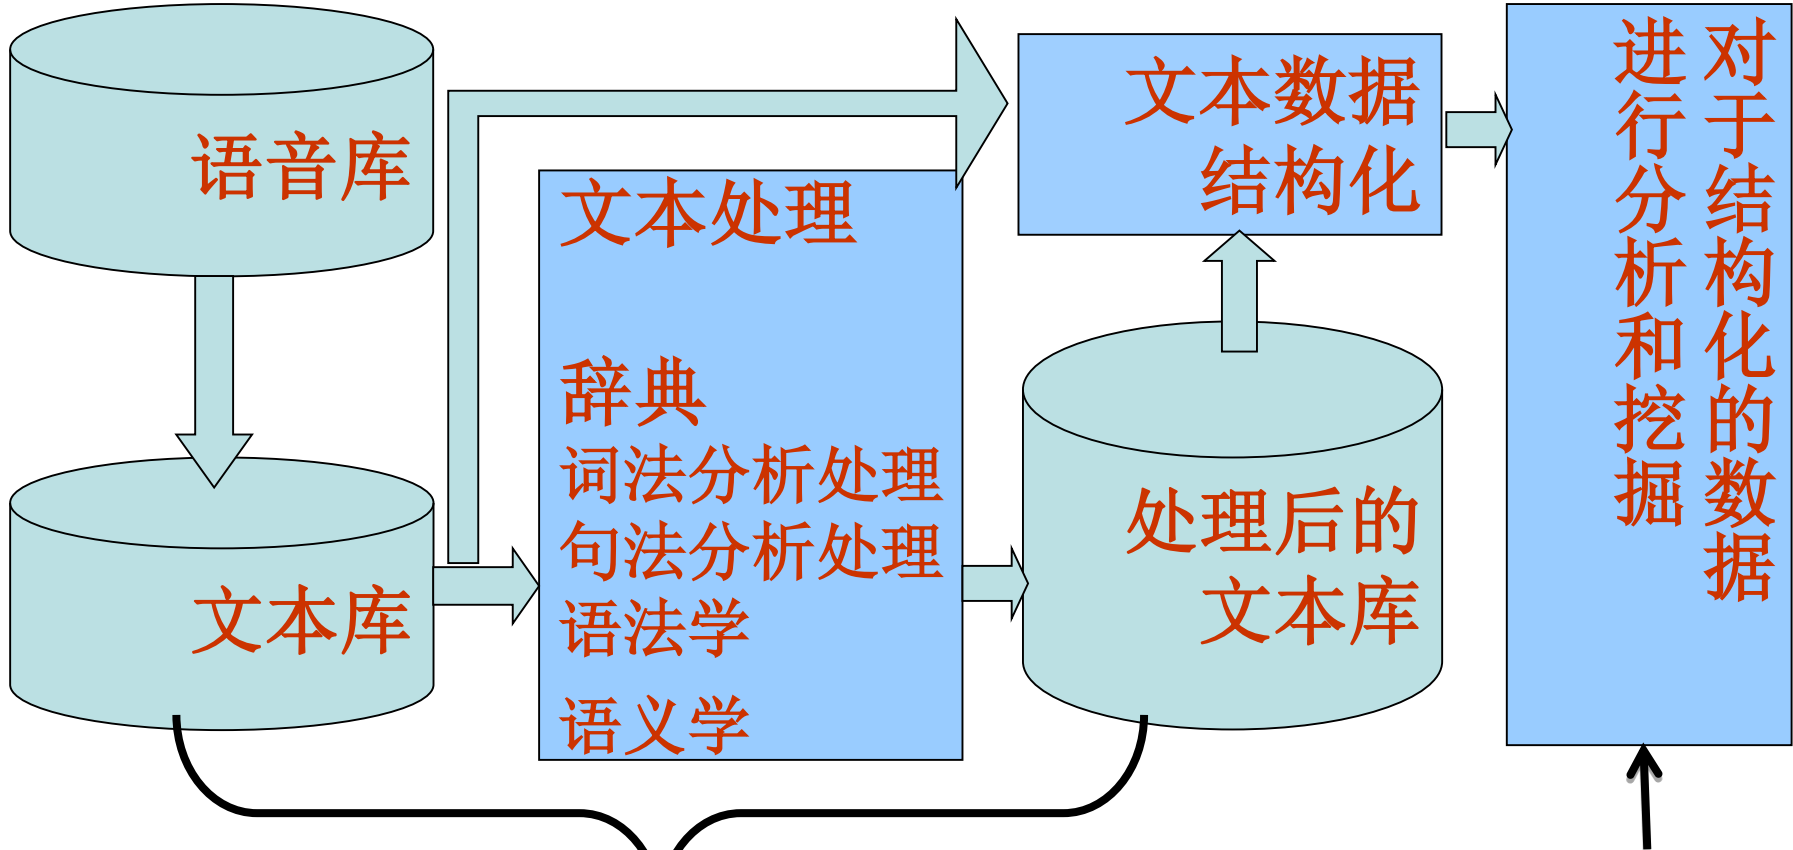 语音库
文本库
文本处理
辞典
词法分析处理
句法分析处理
语法学
语义学
文本数据
结构化
处理后的
文本库
对于结构化的数据
进行分析和挖掘